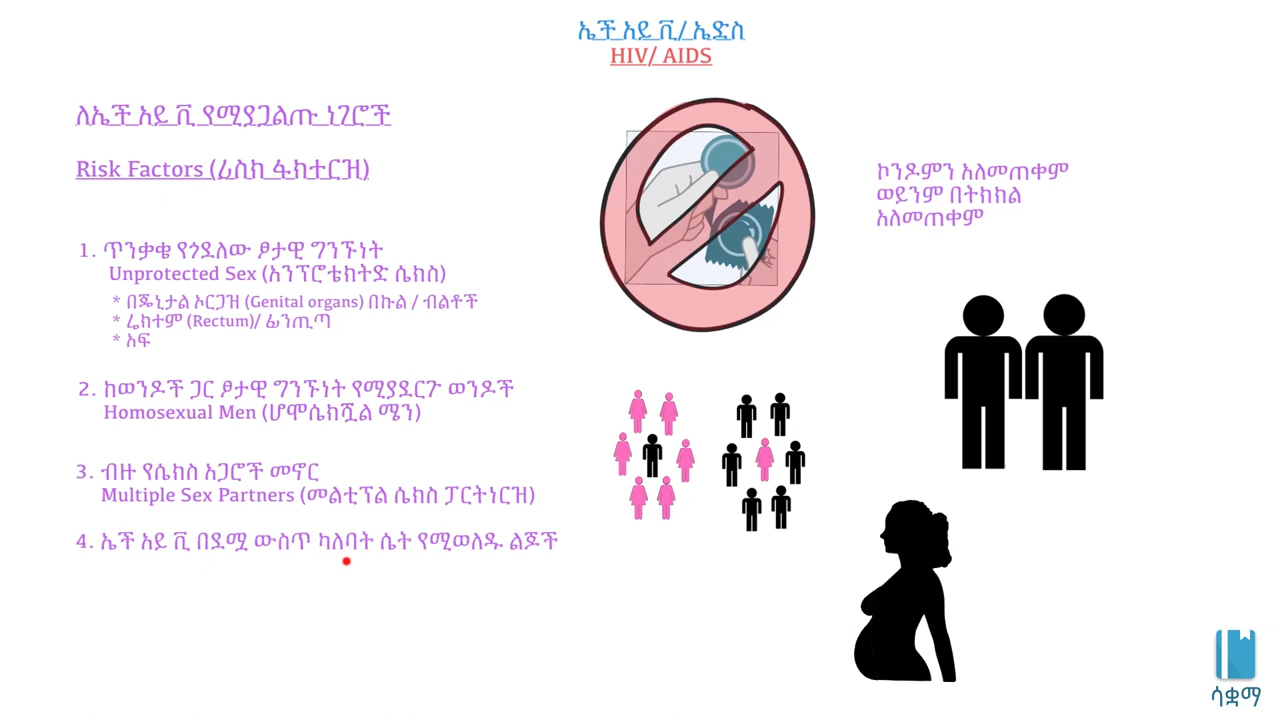 ኤች አይ ቪ/ ኤድስ
HIV/ AIDS
ለኤች አይ ቪ የሚያጋልጡ ነገሮች
Risk Factors (ሪስክ ፋክተርዝ)
1. ጥንቃቄ የጎደለው ፆታዊ ግንኙነት
Unprotected Sex (አንፕሮቴክትድ ሴክስ)
* በጄኒታል ኦርጋንዝ (Genital organs) በኩል / ብልቶች
* ሬክተም (Rectum)/ ፊንጢጣ
* አፍ
2. ከወንዶች ጋር ፆታዊ ግንኙነት የሚያደርጉ ወንዶች
Homosexual Men (ሆሞሴክሿል ሜን)
3. ብዙ የሴክስ አጋሮች መኖር
Multiple Sex Partners (መልቲፕል ሴክስ ፓርትነርዝ)
4. ኤች አይ ቪ በደሟ ውስጥ ካለባት ሴት የሚወለዱ ልጆች
ኮንዶምን አለመጠቀም
ወይንም በትክክል
አለመጠቀም
ሳቋማ